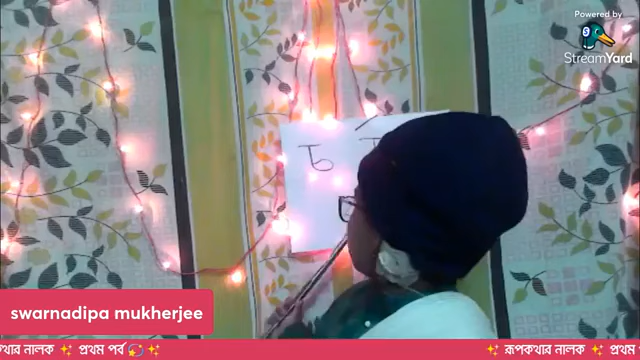 Powered by
StreamYard
চ
swarnadipa mukherjee
কথার নালক ✨ প্রথম পর্ব 💫✨ ✨ রূপকথার নালক ✨ প্রথম